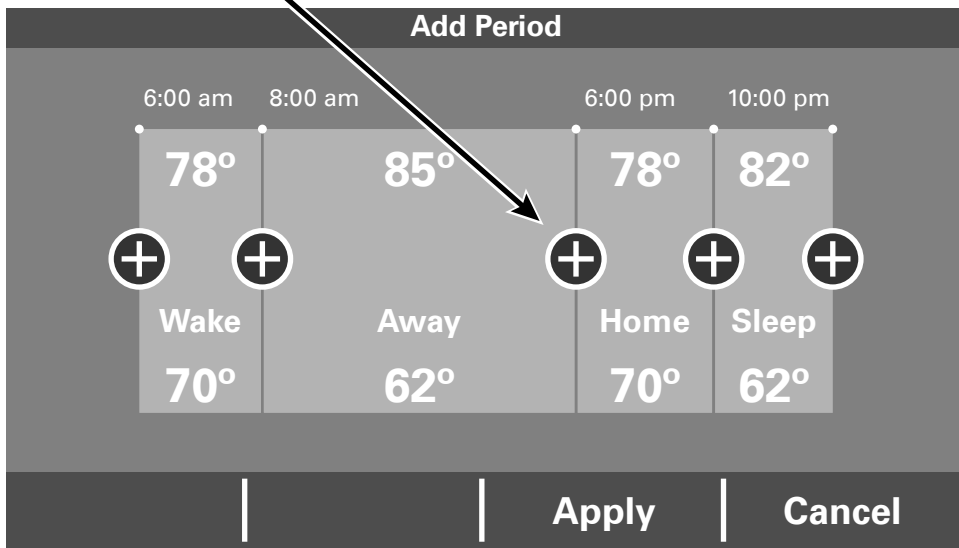 Add Period
6:00 am 8:00 am 6:00 pm 10:00 pm
78º 85º 78º 82º
Wake Away Home Sleep
70º 62º 70º 62º
Apply Cancel